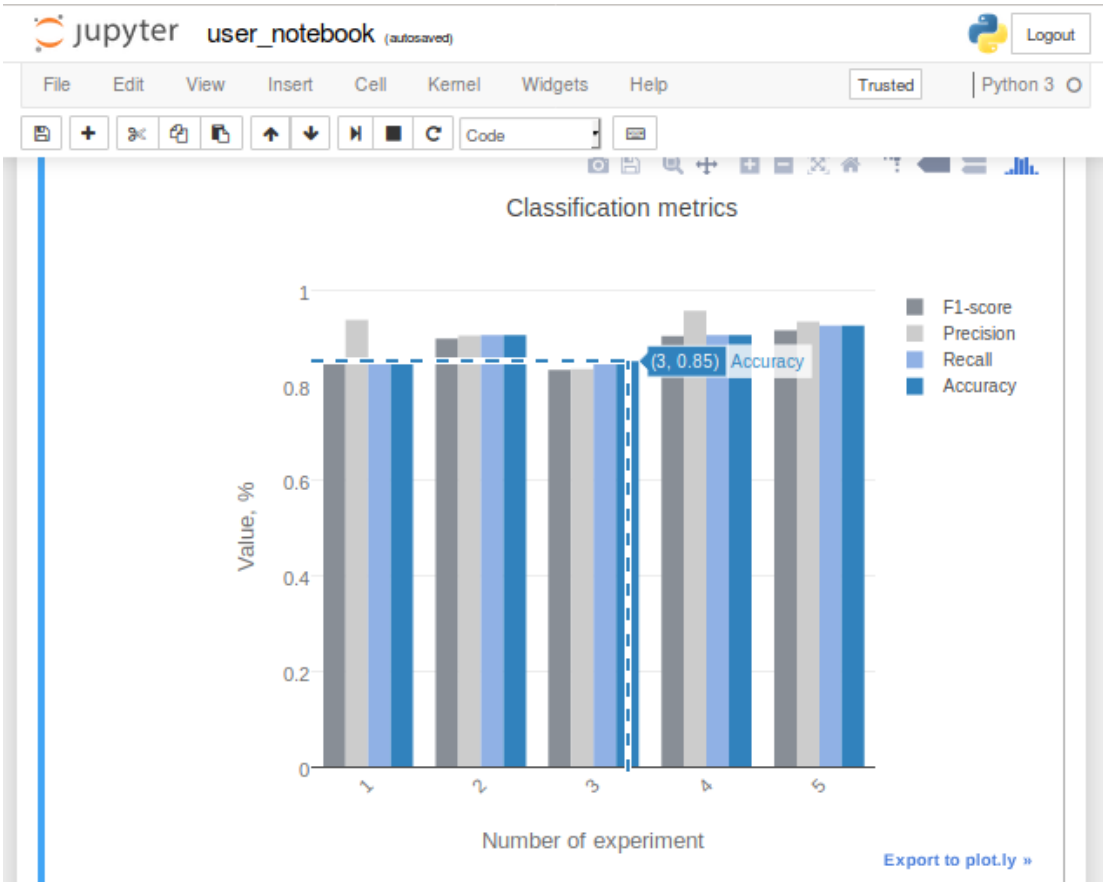 jupyter user_notebook (autosaved) Logout
File Edit View Insert Cell Kernel Widgets Help Trusted Python 3
Code
Classification metrics
1
0.8
0.6
0.4
0.2
0
Value, %
(3, 0.85) Accuracy
F1-score
Precision
Recall
Accuracy
1 2 3 4 5
Number of experiment
Export to plot.ly »